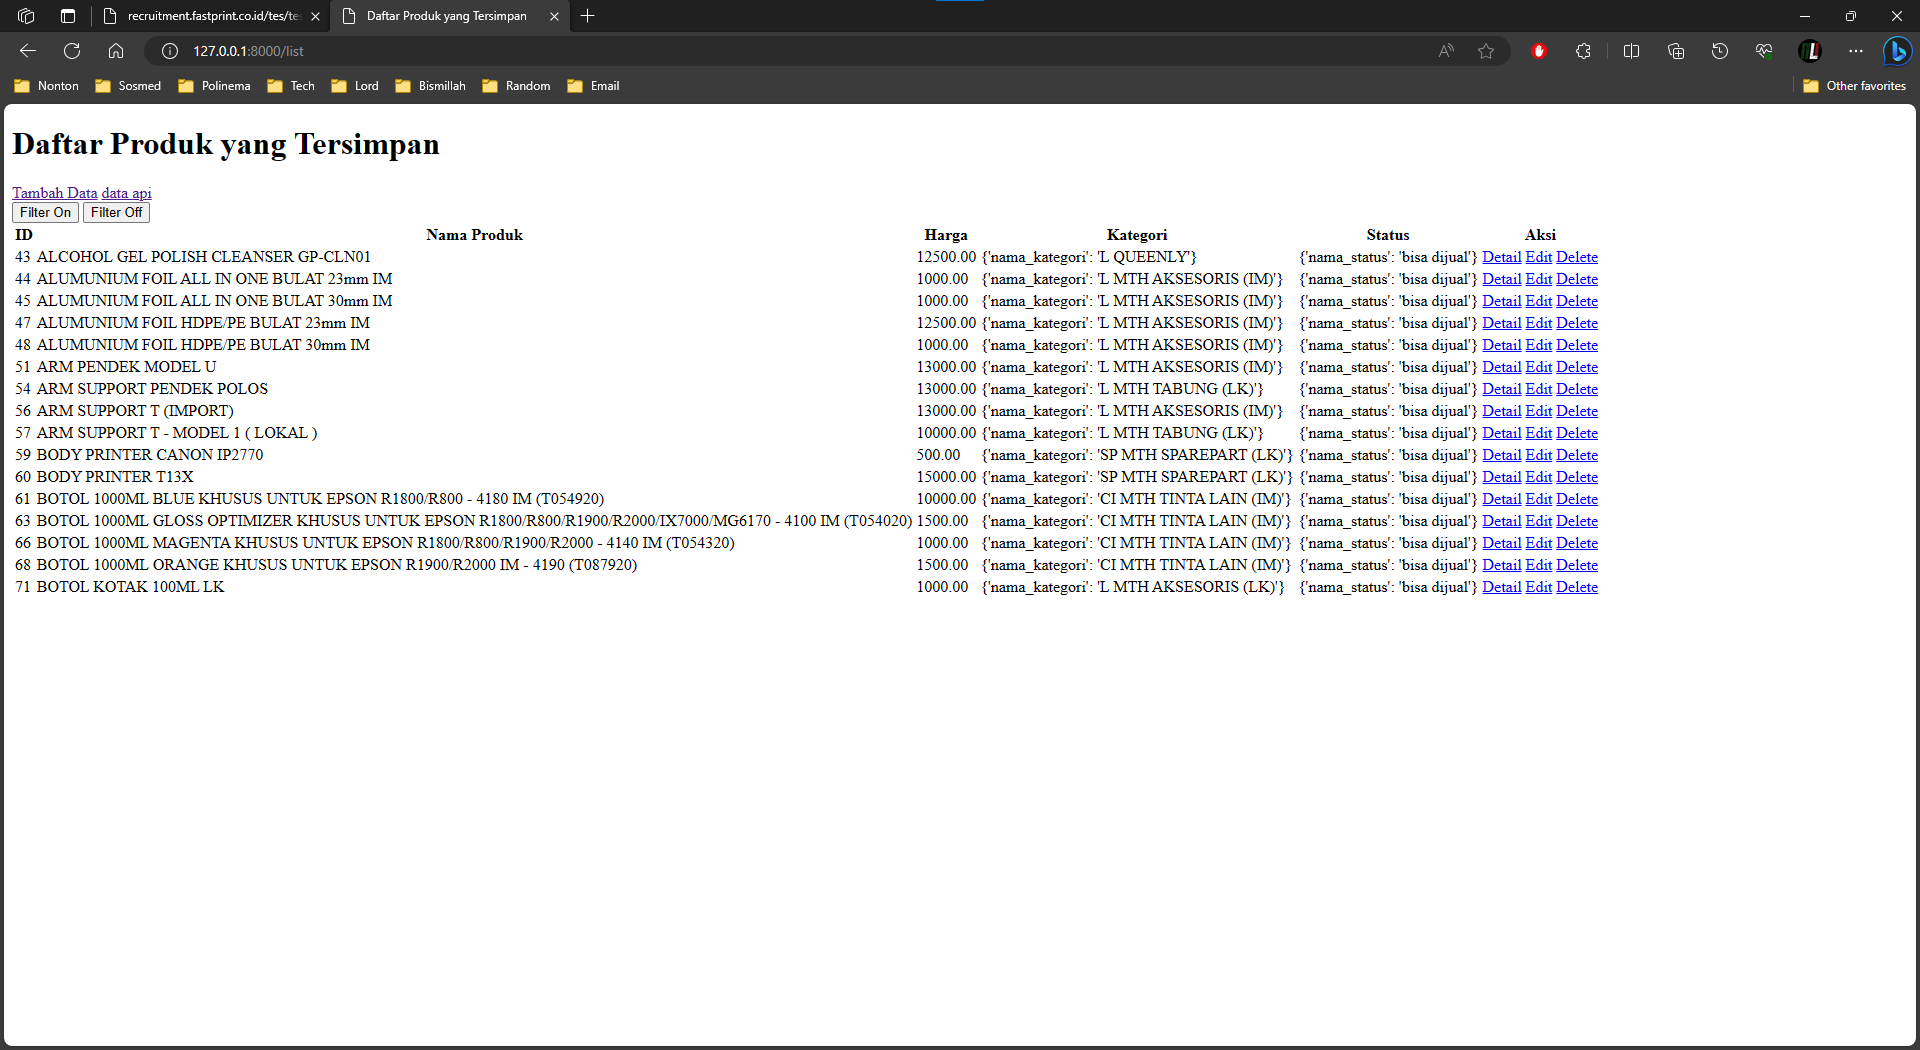 recruitment.fastprint.co.id/tes/tes
Daftar Produk yang Tersimpan
127.0.0.1:8000/list
Nonton Sosmed Polinema Tech Lord Bismillah Random Email Other favorites
Daftar Produk yang Tersimpan
Tambah Data data api
Filter On Filter Off
ID Nama Produk Harga Kategori Status Aksi
43 ALCOHOL GEL POLISH CLEANSER GP-CLN01 12500.00 {'nama_kategori': 'L QUEENLY'} {'nama_status': 'bisa dijual'} Detail Edit Delete
44 ALUMUNIUM FOIL ALL IN ONE BULAT 23mm IM 1000.00 {'nama_kategori': 'L MTH AKSESORIS (IM)'} {'nama_status': 'bisa dijual'} Detail Edit Delete
45 ALUMUNIUM FOIL ALL IN ONE BULAT 30mm IM 1000.00 {'nama_kategori': 'L MTH AKSESORIS (IM)'} {'nama_status': 'bisa dijual'} Detail Edit Delete
47 ALUMUNIUM FOIL HDPE/PE BULAT 23mm IM 12500.00 {'nama_kategori': 'L MTH AKSESORIS (IM)'} {'nama_status': 'bisa dijual'} Detail Edit Delete
48 ALUMUNIUM FOIL HDPE/PE BULAT 30mm IM 1000.00 {'nama_kategori': 'L MTH AKSESORIS (IM)'} {'nama_status': 'bisa dijual'} Detail Edit Delete
51 ARM PENDEK MODEL U 13000.00 {'nama_kategori': 'L MTH AKSESORIS (IM)'} {'nama_status': 'bisa dijual'} Detail Edit Delete
54 ARM SUPPORT PENDEK POLOS 13000.00 {'nama_kategori': 'L MTH TABUNG (LK)'} {'nama_status': 'bisa dijual'} Detail Edit Delete
56 ARM SUPPORT T (IMPORT) 13000.00 {'nama_kategori': 'L MTH AKSESORIS (IM)'} {'nama_status': 'bisa dijual'} Detail Edit Delete
57 ARM SUPPORT T - MODEL 1 ( LOKAL ) 10000.00 {'nama_kategori': 'L MTH TABUNG (LK)'} {'nama_status': 'bisa dijual'} Detail Edit Delete
59 BODY PRINTER CANON IP2770 500.00 {'nama_kategori': 'SP MTH SPAREPART (LK)'} {'nama_status': 'bisa dijual'} Detail Edit Delete
60 BODY PRINTER T13X 15000.00 {'nama_kategori': 'SP MTH SPAREPART (LK)'} {'nama_status': 'bisa dijual'} Detail Edit Delete
61 BOTOL 1000ML BLUE KHUSUS UNTUK EPSON R1800/R800 - 4180 IM (T054920) 10000.00 {'nama_kategori': 'CI MTH TINTA LAIN (IM)'} {'nama_status': 'bisa dijual'} Detail Edit Delete
63 BOTOL 1000ML GLOSS OPTIMIZER KHUSUS UNTUK EPSON R1800/R800/R1900/R2000/IX7000/MG6170 - 4100 IM (T054020) 1500.00 {'nama_kategori': 'CI MTH TINTA LAIN (IM)'} {'nama_status': 'bisa dijual'} Detail Edit Delete
66 BOTOL 1000ML MAGENTA KHUSUS UNTUK EPSON R1800/R800/R1900/R2000 - 4140 IM (T054320) 1000.00 {'nama_kategori': 'CI MTH TINTA LAIN (IM)'} {'nama_status': 'bisa dijual'} Detail Edit Delete
68 BOTOL 1000ML ORANGE KHUSUS UNTUK EPSON R1900/R2000 IM - 4190 (T087920) 1500.00 {'nama_kategori': 'CI MTH TINTA LAIN (IM)'} {'nama_status': 'bisa dijual'} Detail Edit Delete
71 BOTOL KOTAK 100ML LK 1000.00 {'nama_kategori': 'L MTH AKSESORIS (LK)'} {'nama_status': 'bisa dijual'} Detail Edit Delete